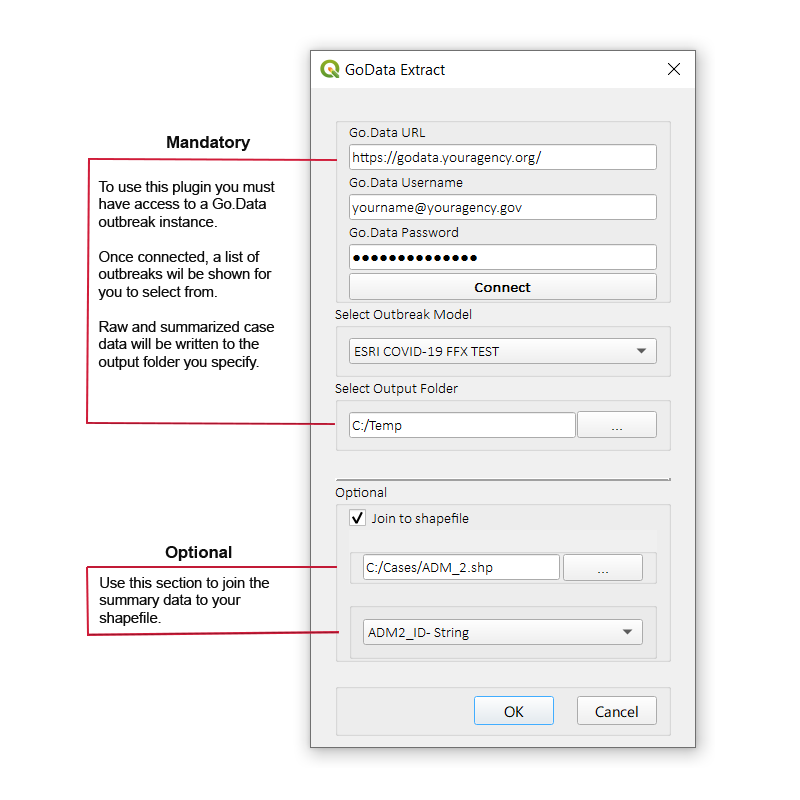 GoData Extract
Mandatory
To use this plugin you must
have access to a Go.Data
outbreak instance.
Once connected, a list of
outbreaks wil be shown for
you to select from.
Raw and summarized case
data will be written to the
output folder you specify.
Go.Data URL
https://godata.youragency.org/
Go.Data Username
yourname@youragency.gov
Go.Data Password
●●●●●●●●●●●●●●
Connect
Select Outbreak Model
ESRI COVID-19 FFX TEST
Select Output Folder
C:/Temp
...
Optional
Use this section to join the
summary data to your
shapefile.
Optional
Join to shapefile
C:/Cases/ADM_2.shp
...
ADM2_ID- String
OK
Cancel